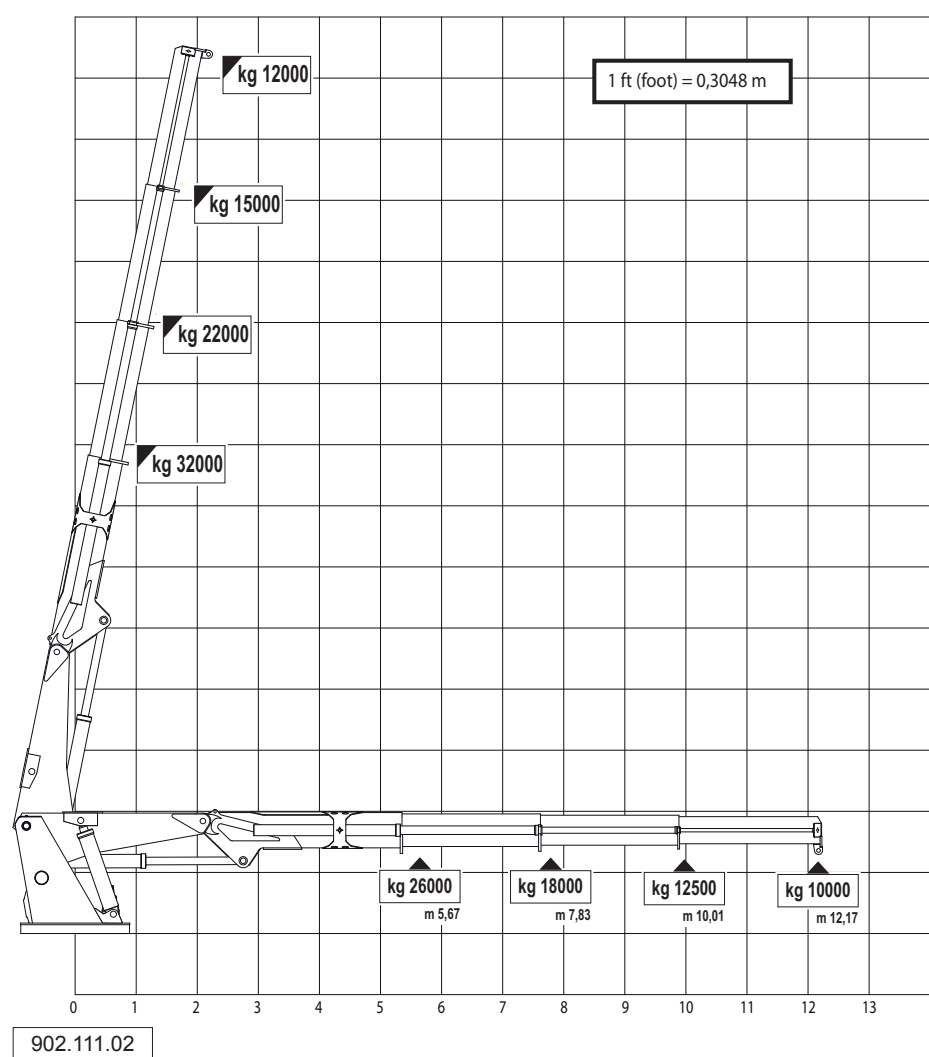 kg 12000
1 ft (foot) = 0,3048 m
kg 15000
kg 22000
kg 32000
kg 26000
kg 18000
kg 12500
kg 10000
m 5,67
m 7,83
m 10,01
m 12,17
0 1 2 3 4 5 6 7 8 9 10 11 12 13
902.111.02